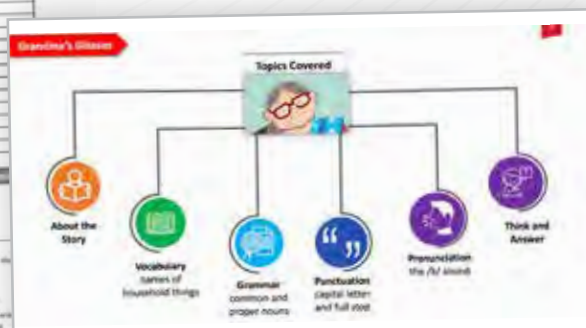 Grandma's Glasses
Topics Covered
About the
Story
Vocabulary
names of
household things
Grammar
common and
proper nouns
Punctuation
capital letter
and full stop
Pronunciation
the /k/ sound
Think and
Answer